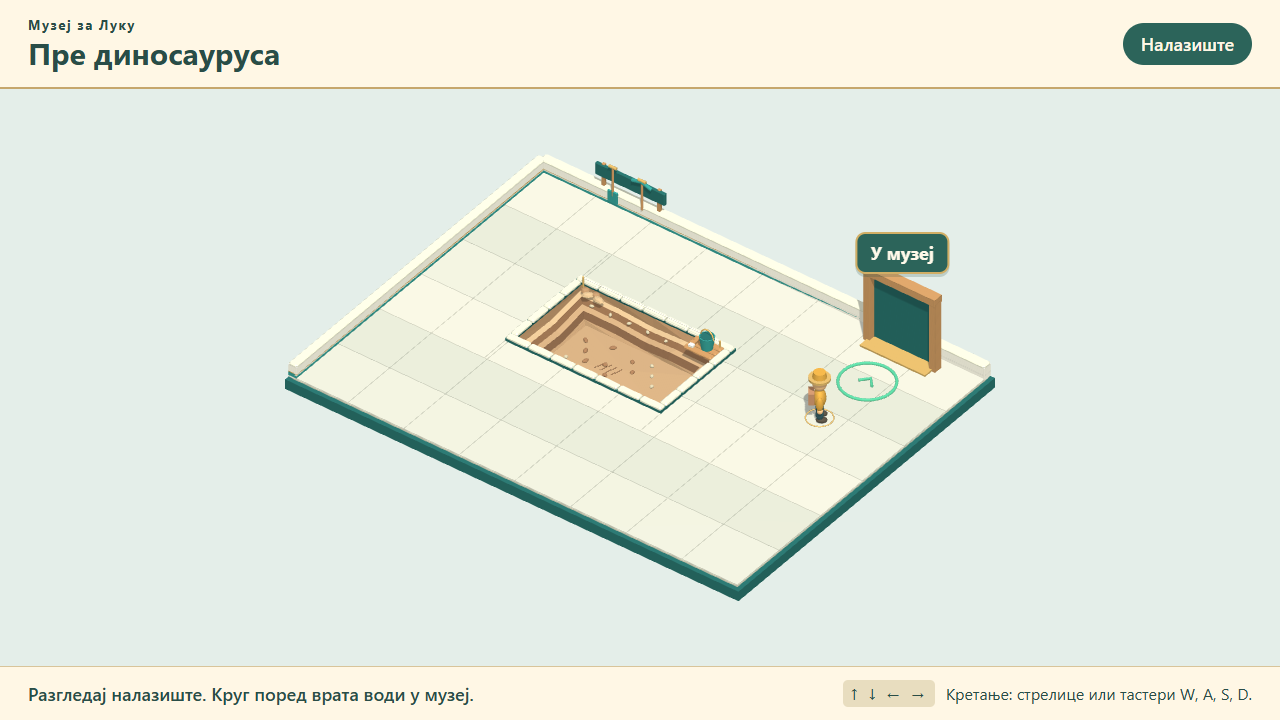 Музеј за Луку
Пре диносауруса
Налазиште
У музеј
Разгледај налазиште. Круг поред врата води у музеј.
↑ ↓ ← → Кретање: стрелице или тастери W, A, S, D.